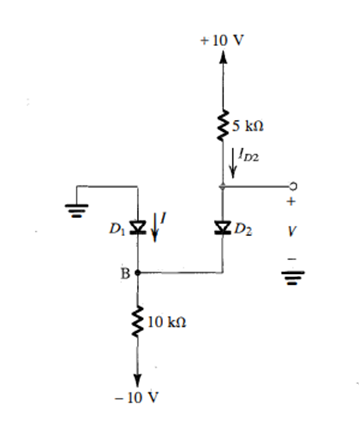 +10 V
5 kΩ
I_D2
+
D₁
I
D₂
V
B
−
10 kΩ
−10 V